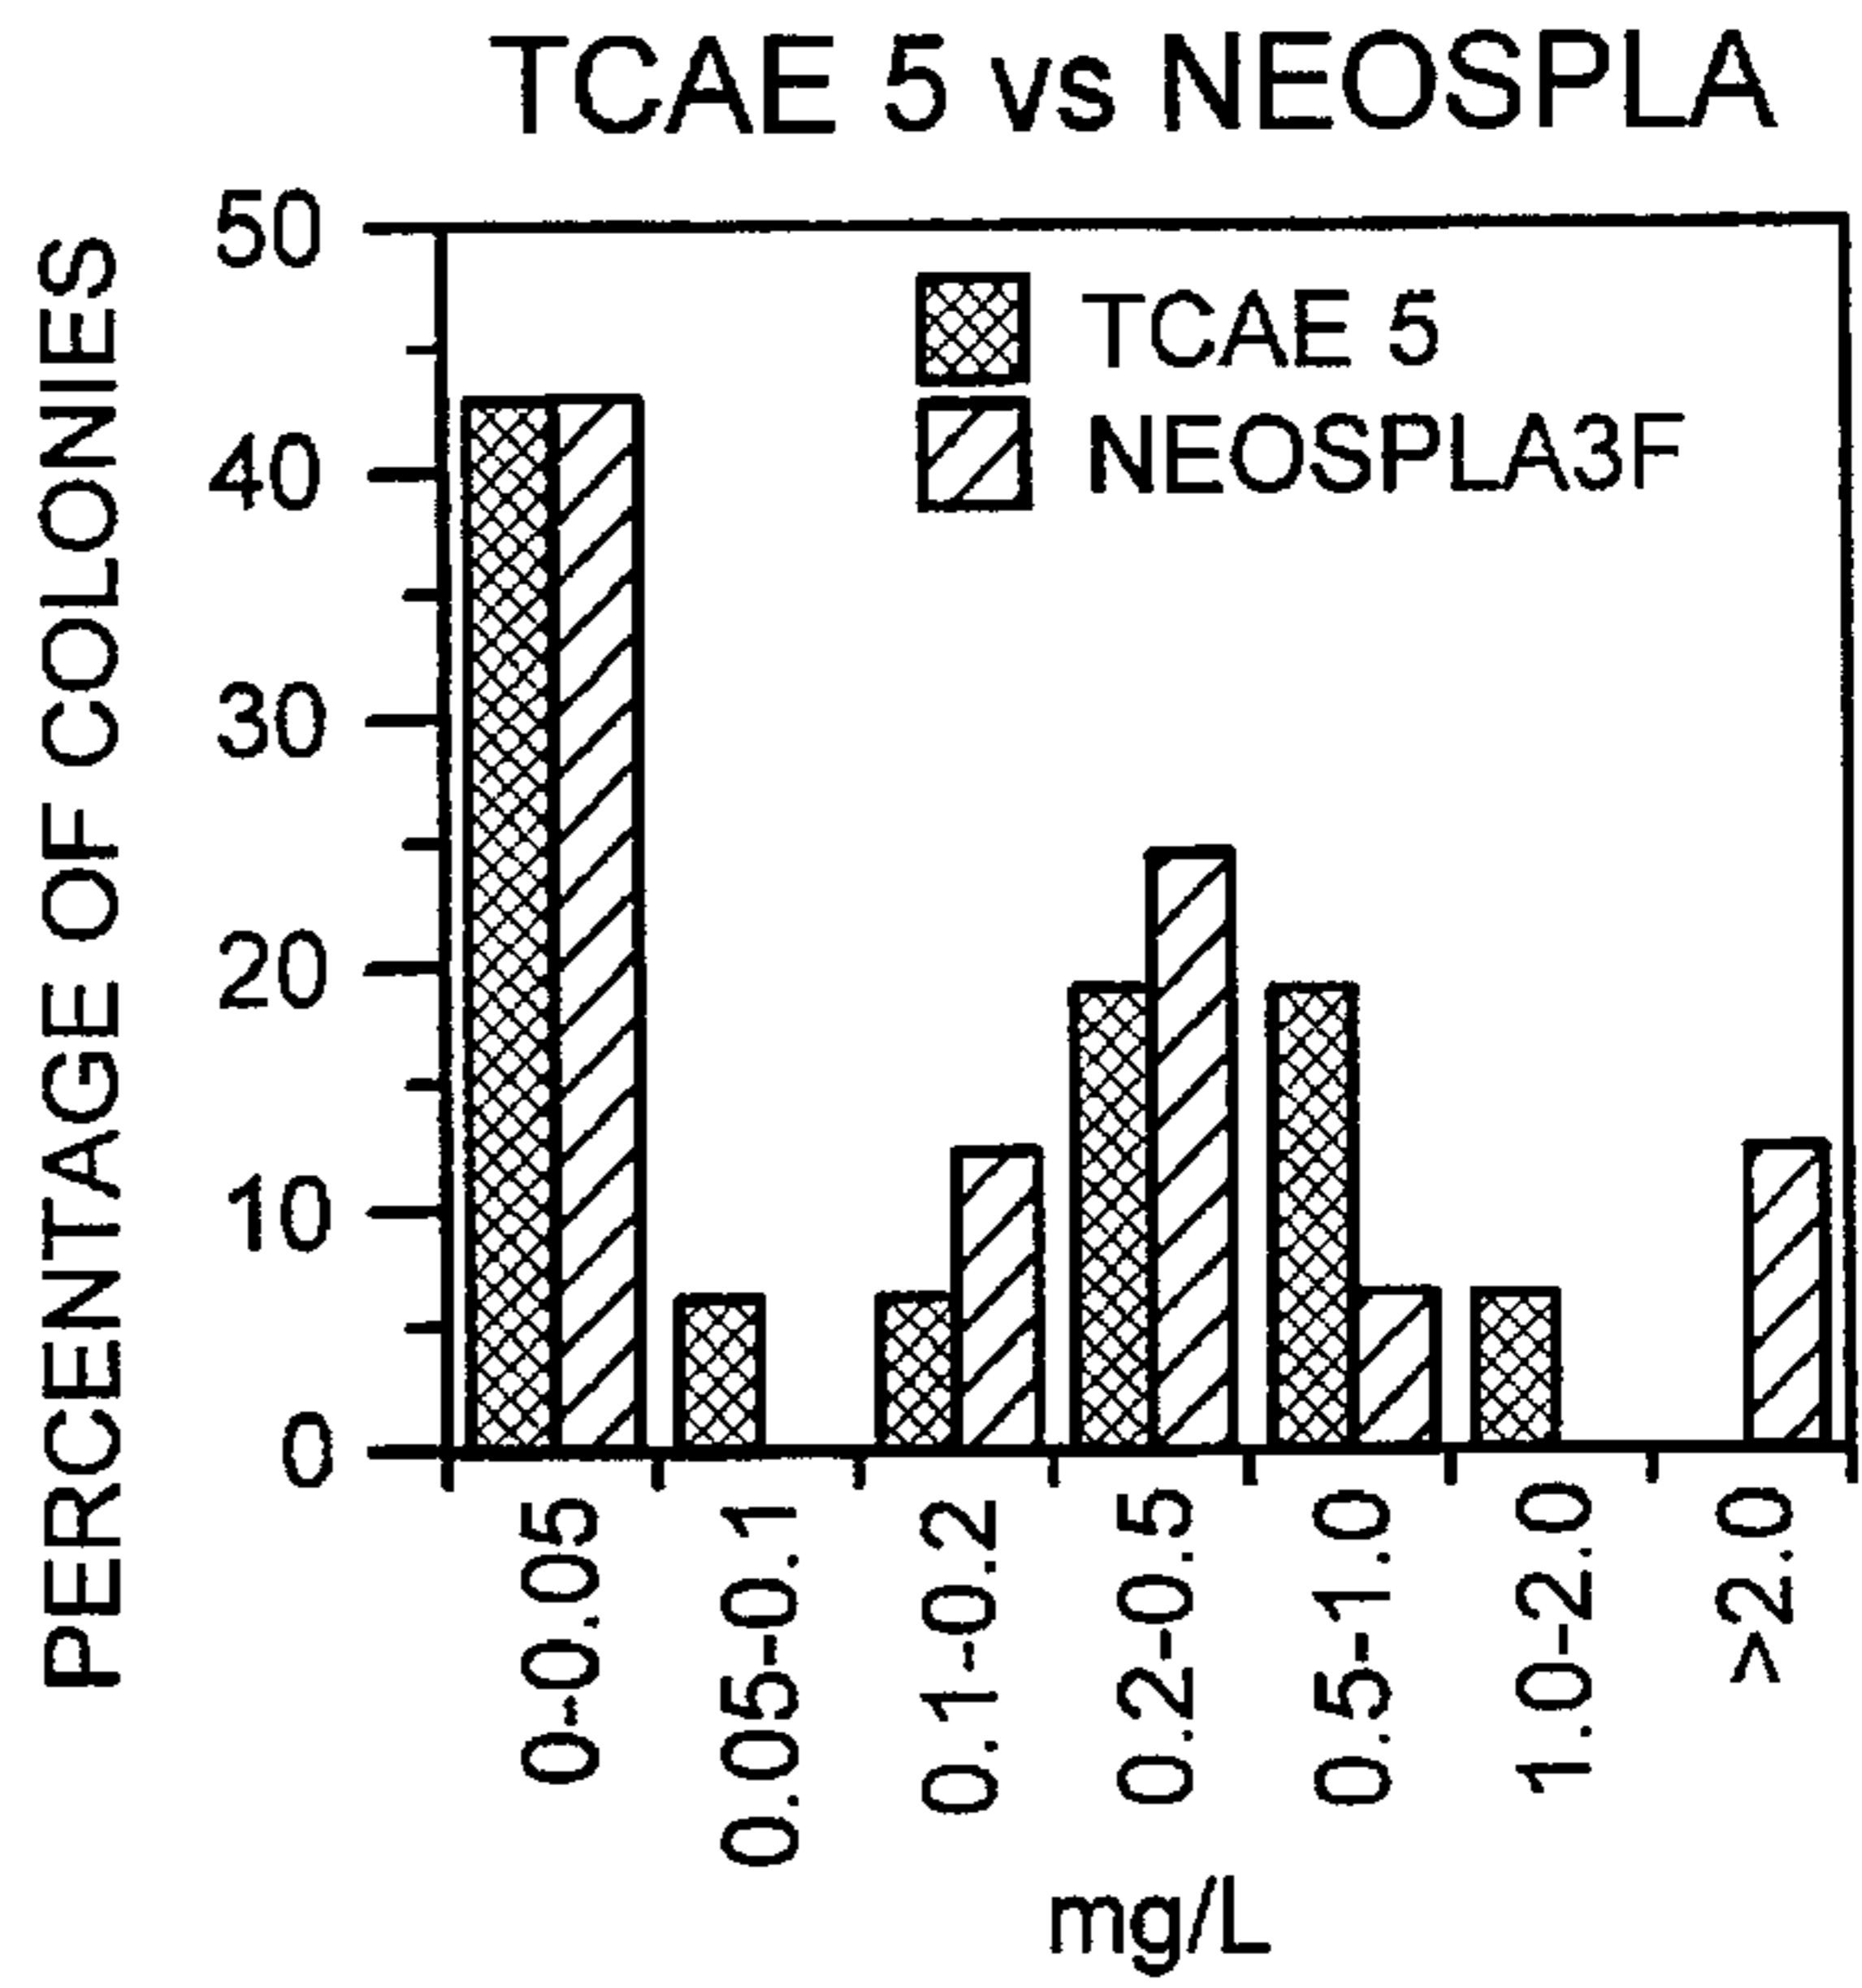 TCAE 5 vs NEOSPLA
PERCENTAGE OF COLONIES
50
40
30
20
10
0
TCAE 5
NEOSPLA3F
0-0.05
0.05-0.1
0.1-0.2
0.2-0.5
0.5-1.0
1.0-2.0
>2.0
mg/L